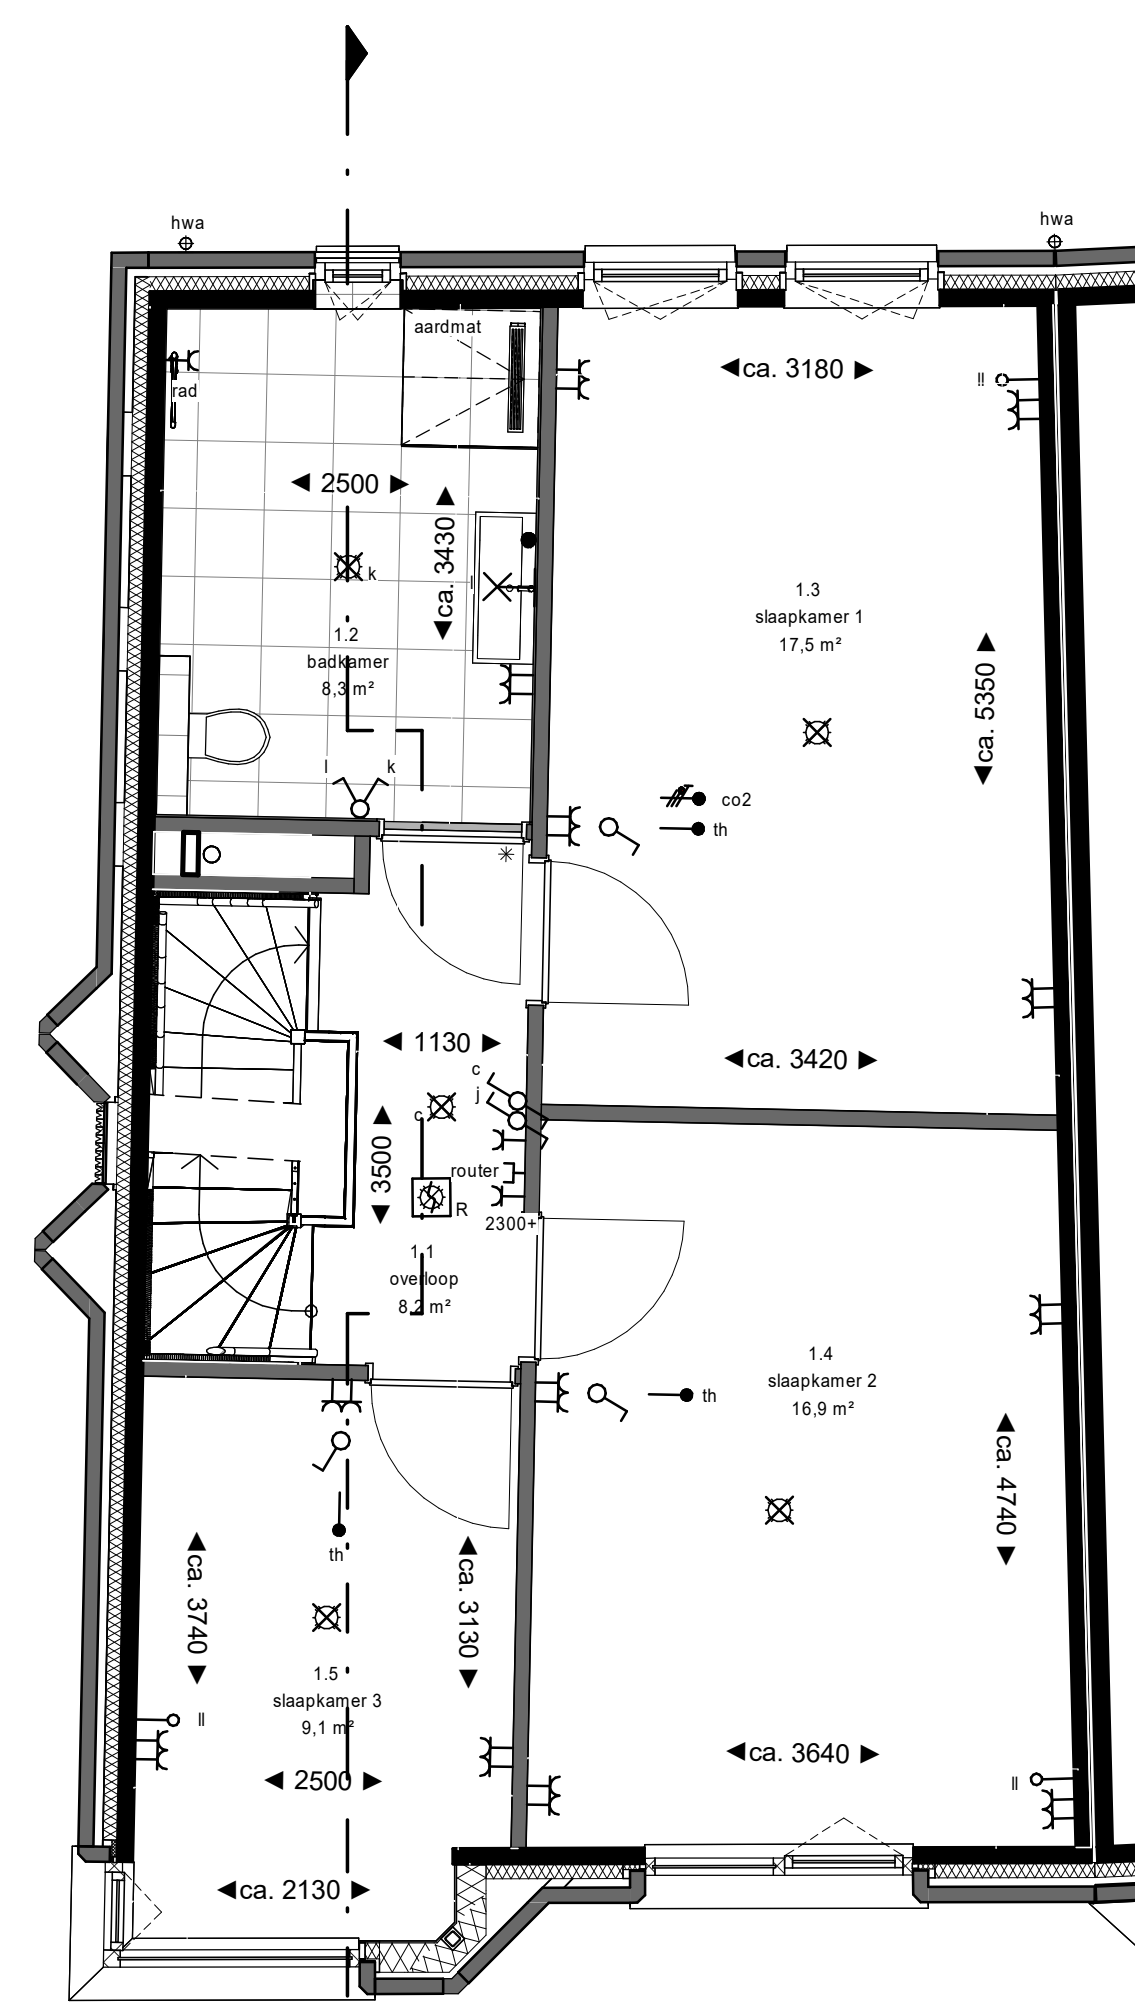 hwa
hwa
aardmat
rad
ca. 3180
II
2500
ca. 3430
k
l
1.2
badkamer
8,3 m²
1.3
slaapkamer 1
17,5 m²
ca. 5350
l
k
co2
th
1130
ca. 3420
c
j
c
3500
router
R
2300+
1.1
overloop
8,2 m²
1.4
slaapkamer 2
16,9 m²
th
ca. 4740
th
ca. 3740
ca. 3130
1.5
slaapkamer 3
9,1 m²
II
2500
ca. 3640
II
ca. 2130